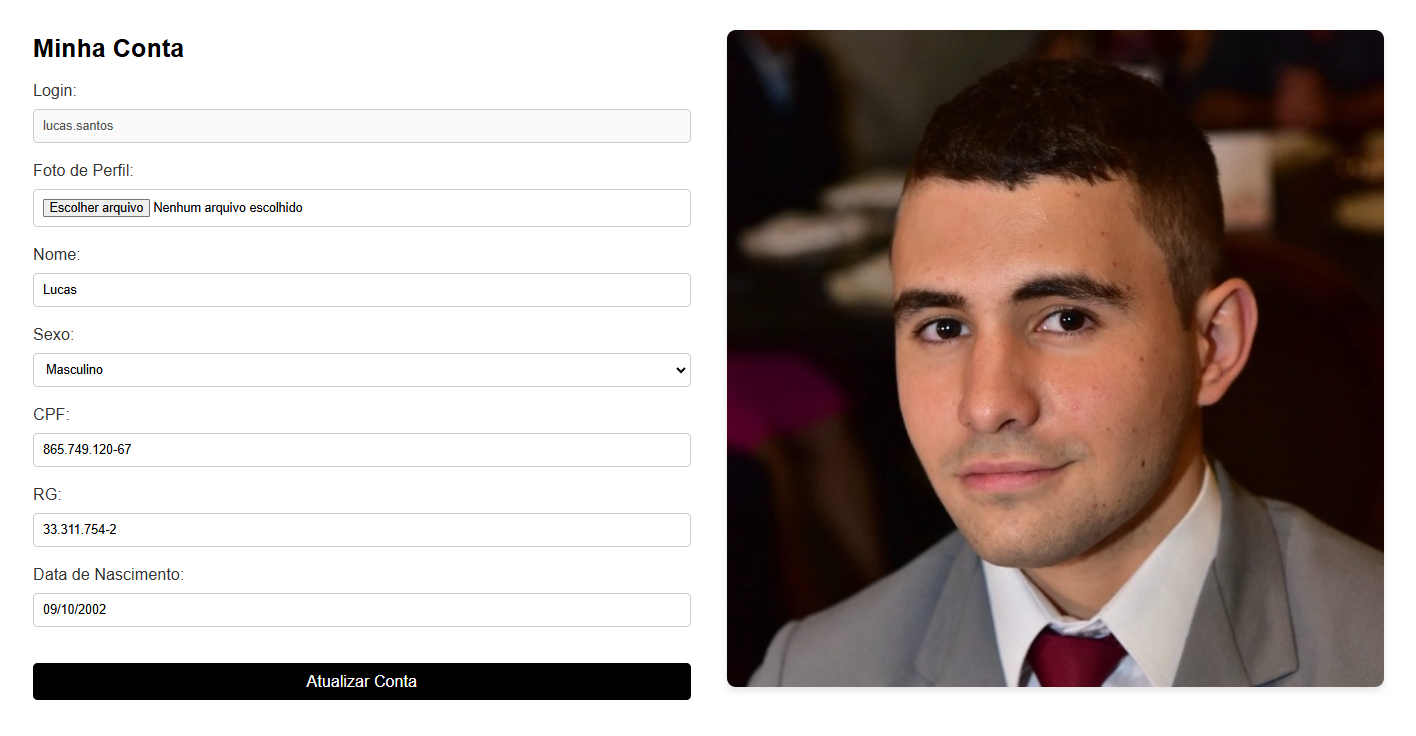 Minha Conta
Login:
lucas.santos
Foto de Perfil:
Escolher arquivo Nenhum arquivo escolhido
Nome:
Lucas
Sexo:
Masculino
CPF:
865.749.120-67
RG:
33.311.754-2
Data de Nascimento:
09/10/2002
Atualizar Conta